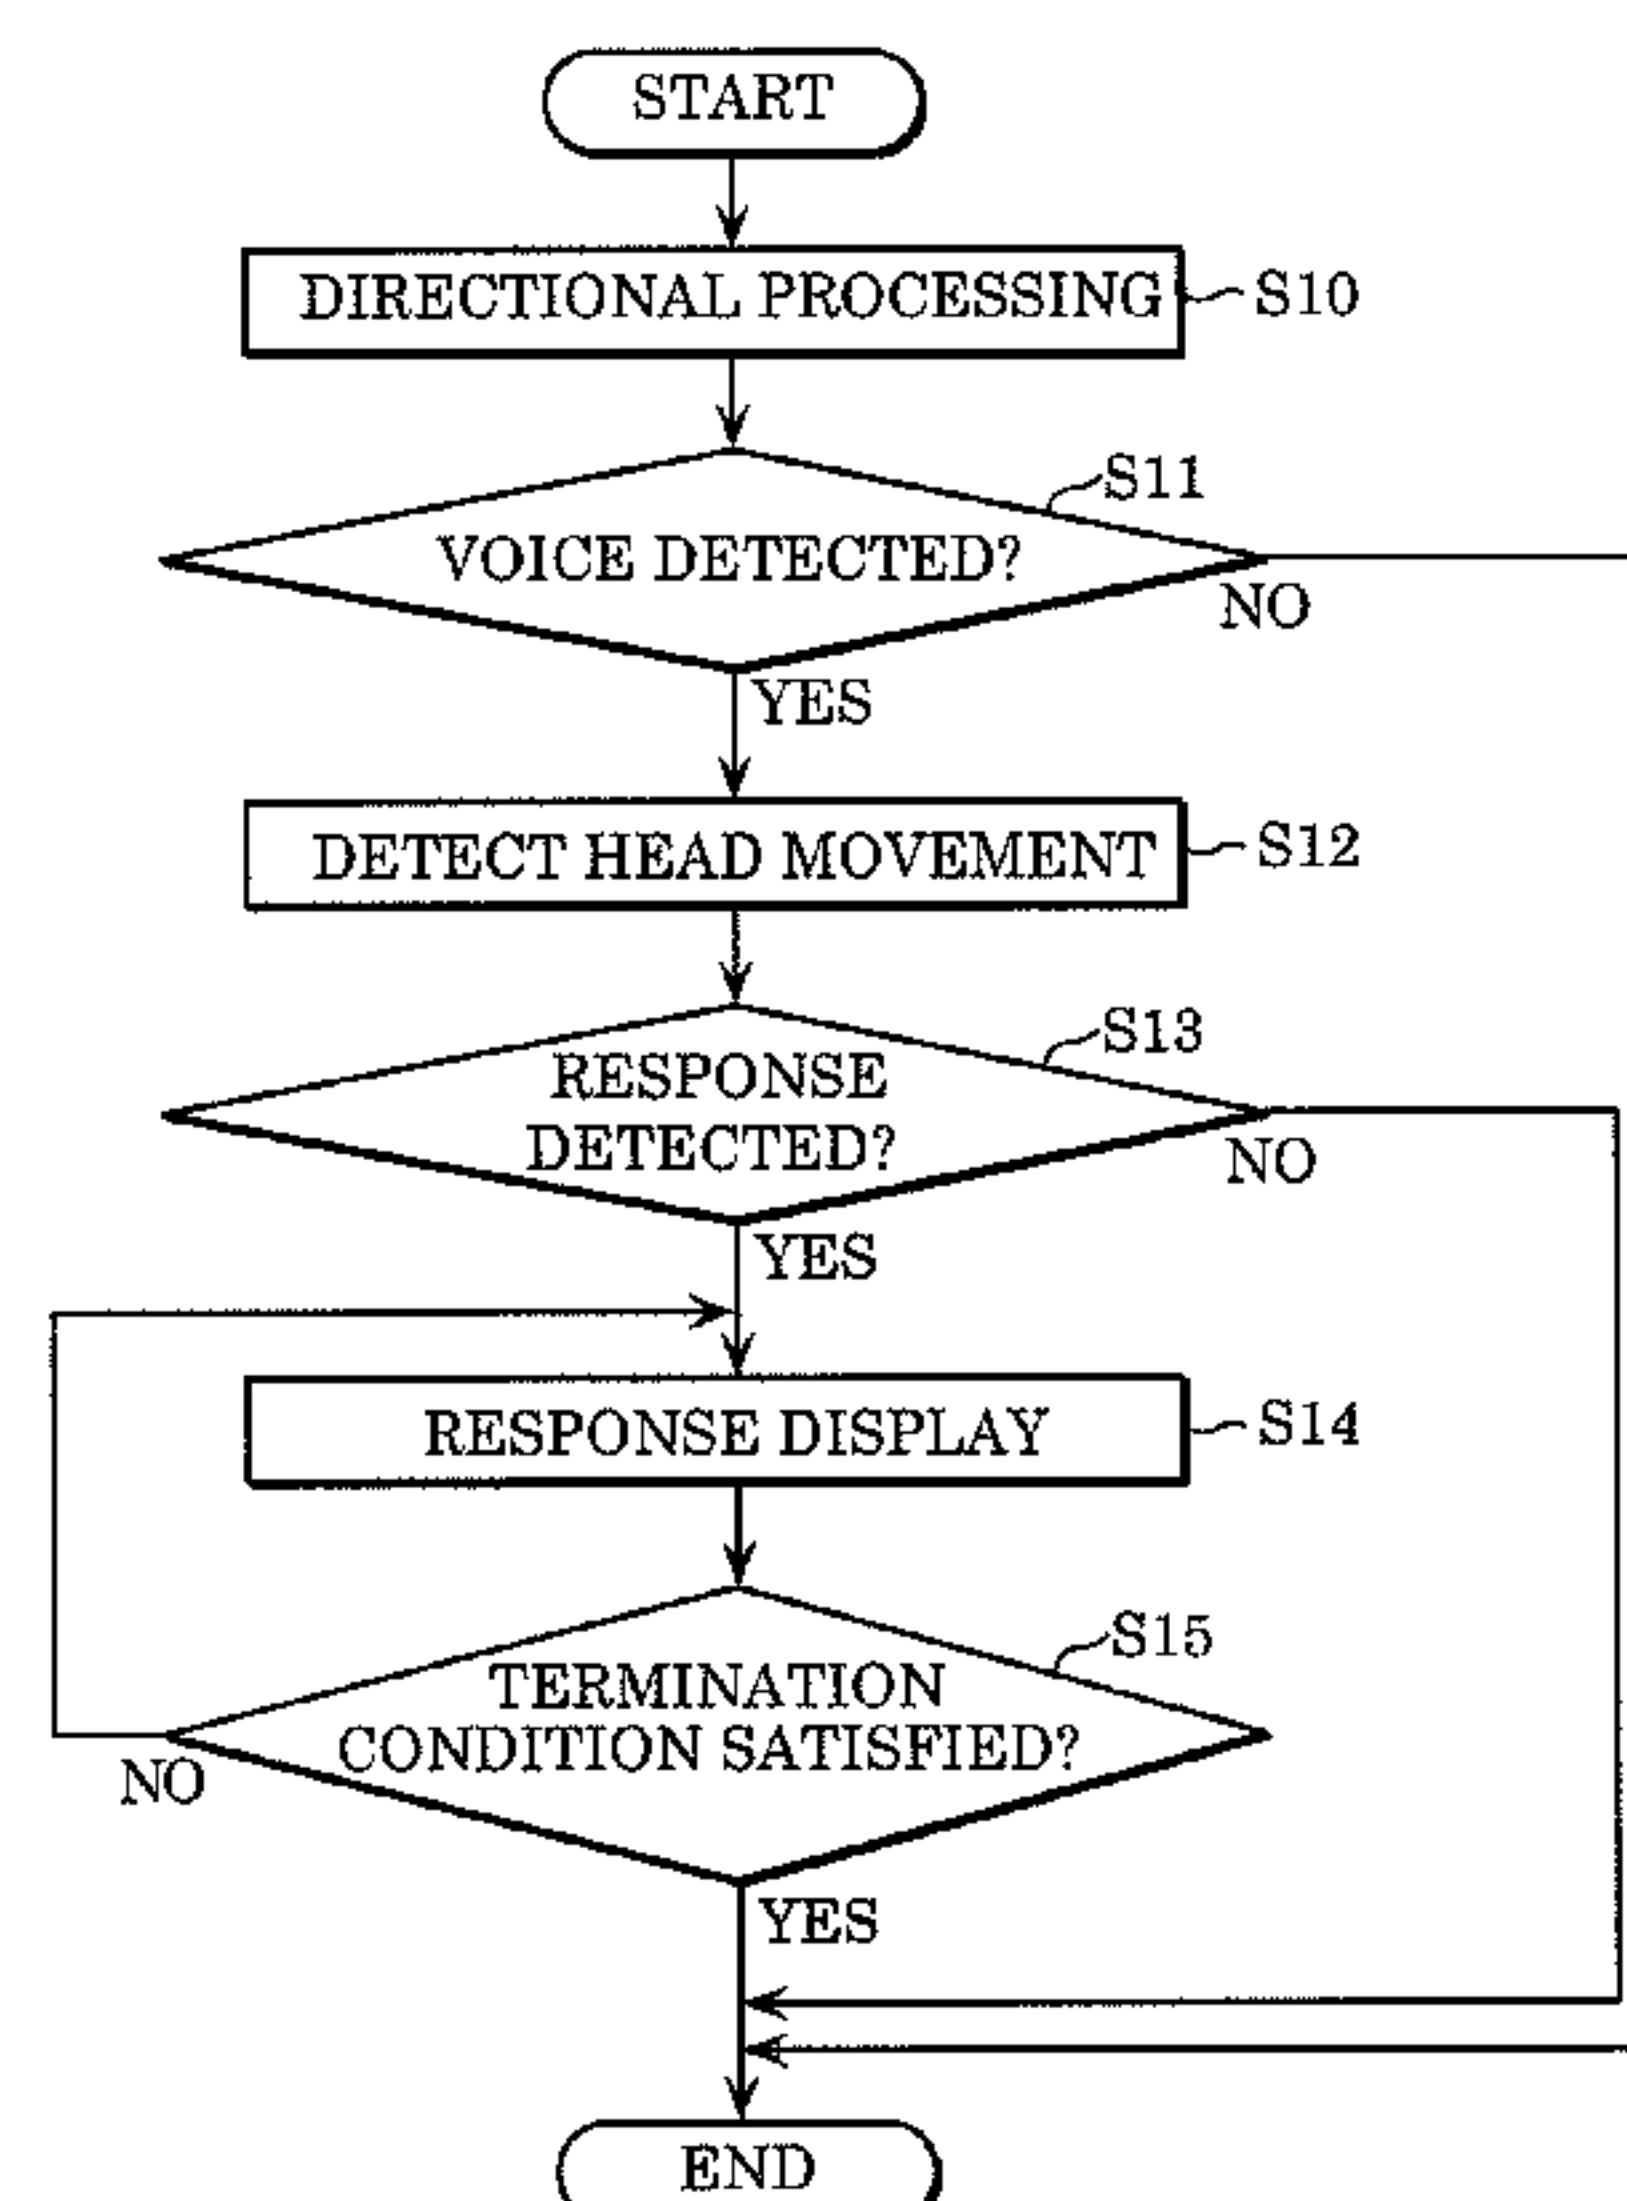 START
DIRECTIONAL PROCESSING
S10
S11
VOICE DETECTED?
NO
YES
DETECT HEAD MOVEMENT
S12
S13
RESPONSE
DETECTED?
NO
YES
RESPONSE DISPLAY
S14
S15
TERMINATION
CONDITION SATISFIED?
NO
YES
END